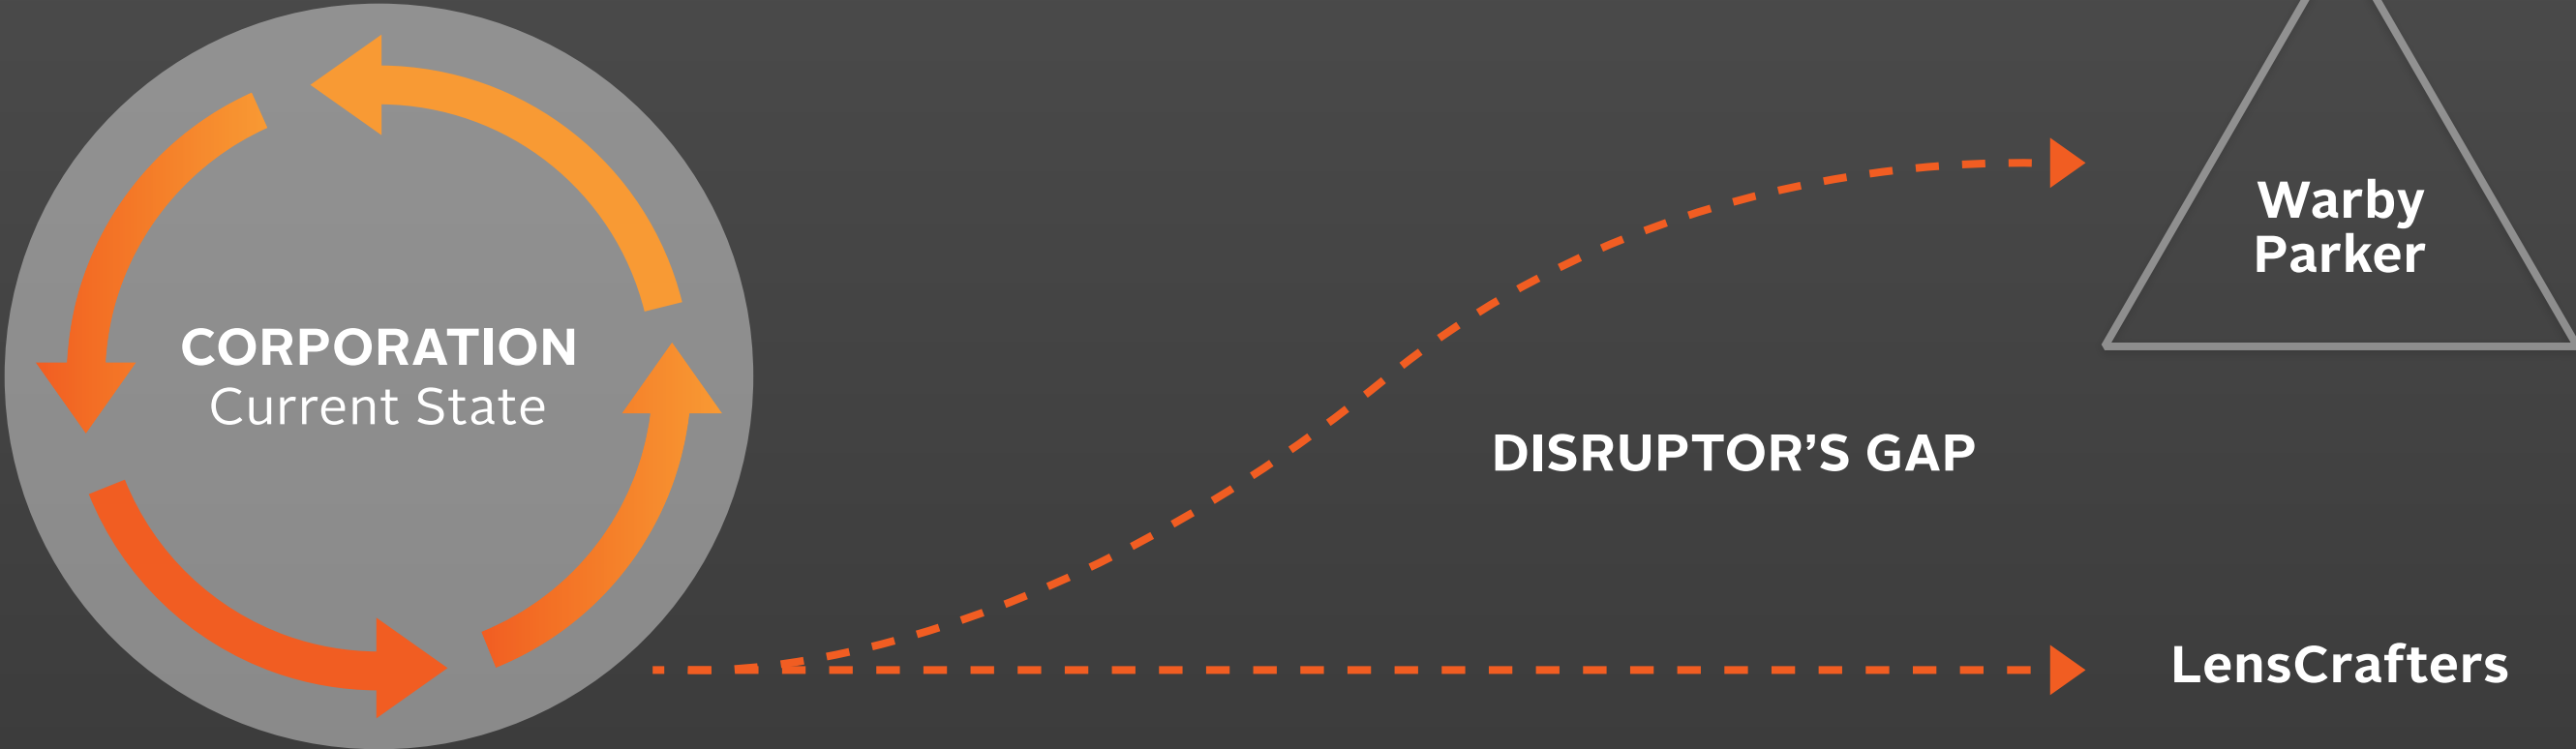 CORPORATION
Current State
Warby
Parker
DISRUPTOR’S GAP
LensCrafters